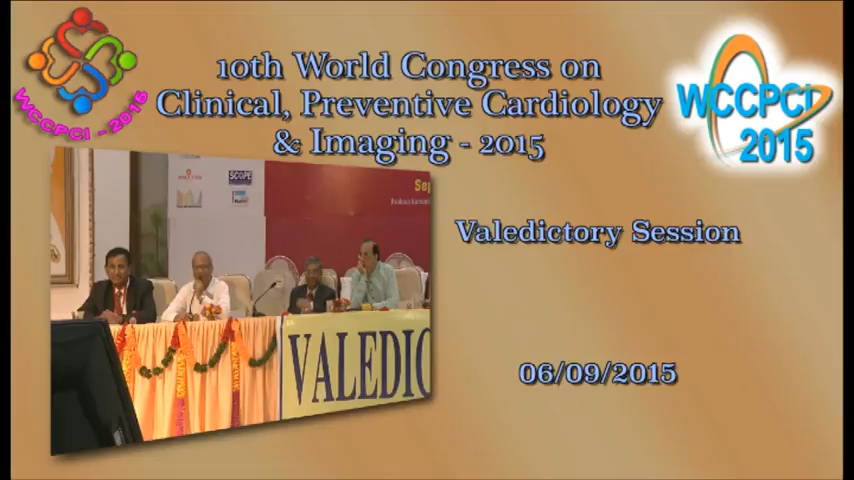 10th World Congress on
Clinical, Preventive Cardiology
& Imaging - 2015
WCCPCI - 2015
WCCPCI
2015
SCOPE
Sep
Valedictory Session
VALEDIC
06/09/2015